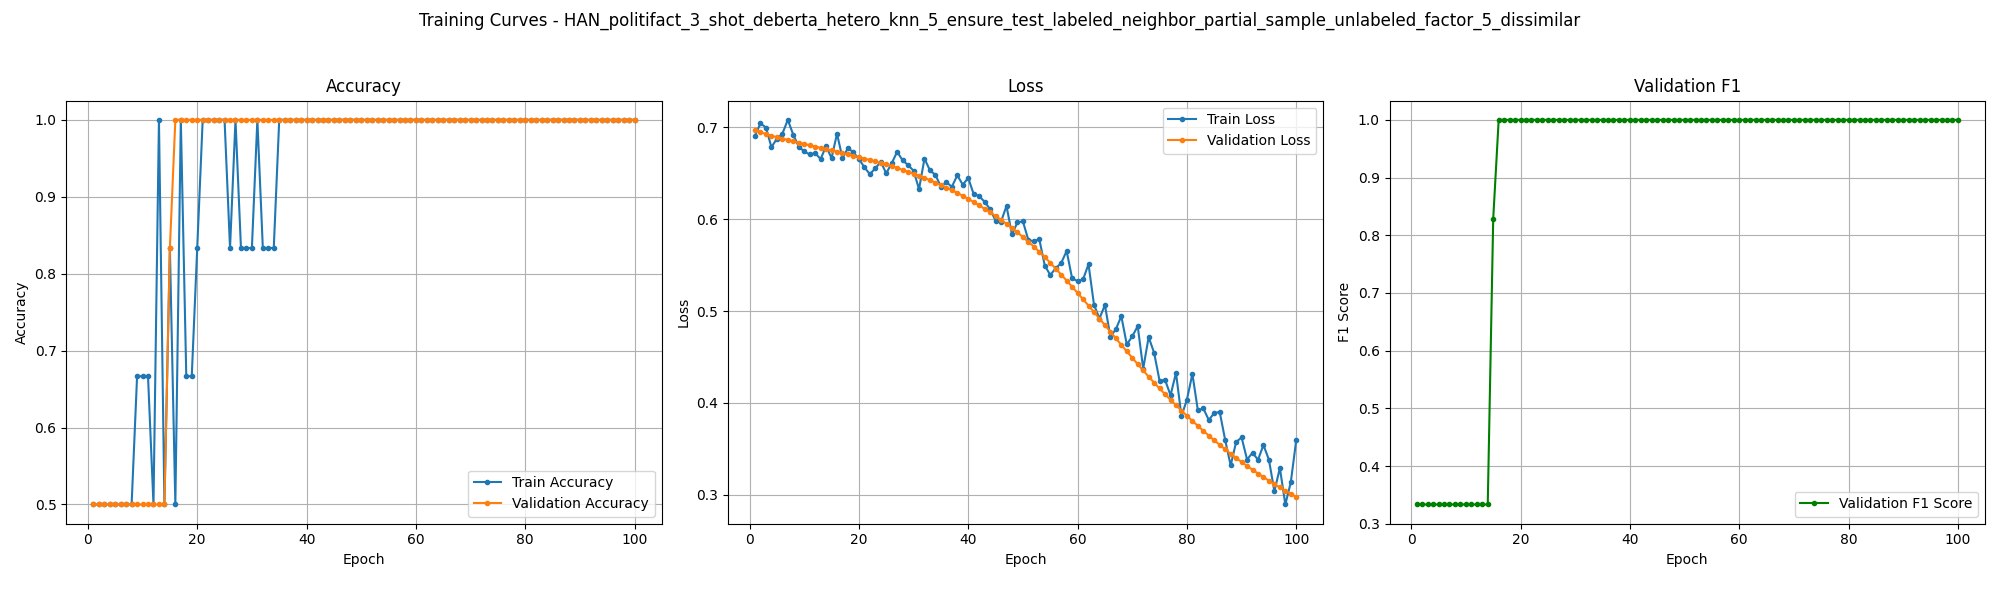 Training Curves - HAN_politifact_3_shot_deberta_hetero_knn_5_ensure_test_labeled_neighbor_partial_sample_unlabeled_factor_5_dissimilar
Accuracy
1.0
0.9
0.8
0.7
0.6
0.5
Accuracy
0 20 40 60 80 100
Epoch
Train Accuracy
Validation Accuracy
Loss
0.7
0.6
0.5
0.4
0.3
Loss
0 20 40 60 80 100
Epoch
Train Loss
Validation Loss
Validation F1
1.0
0.9
0.8
0.7
0.6
0.5
0.4
0.3
F1 Score
0 20 40 60 80 100
Epoch
Validation F1 Score